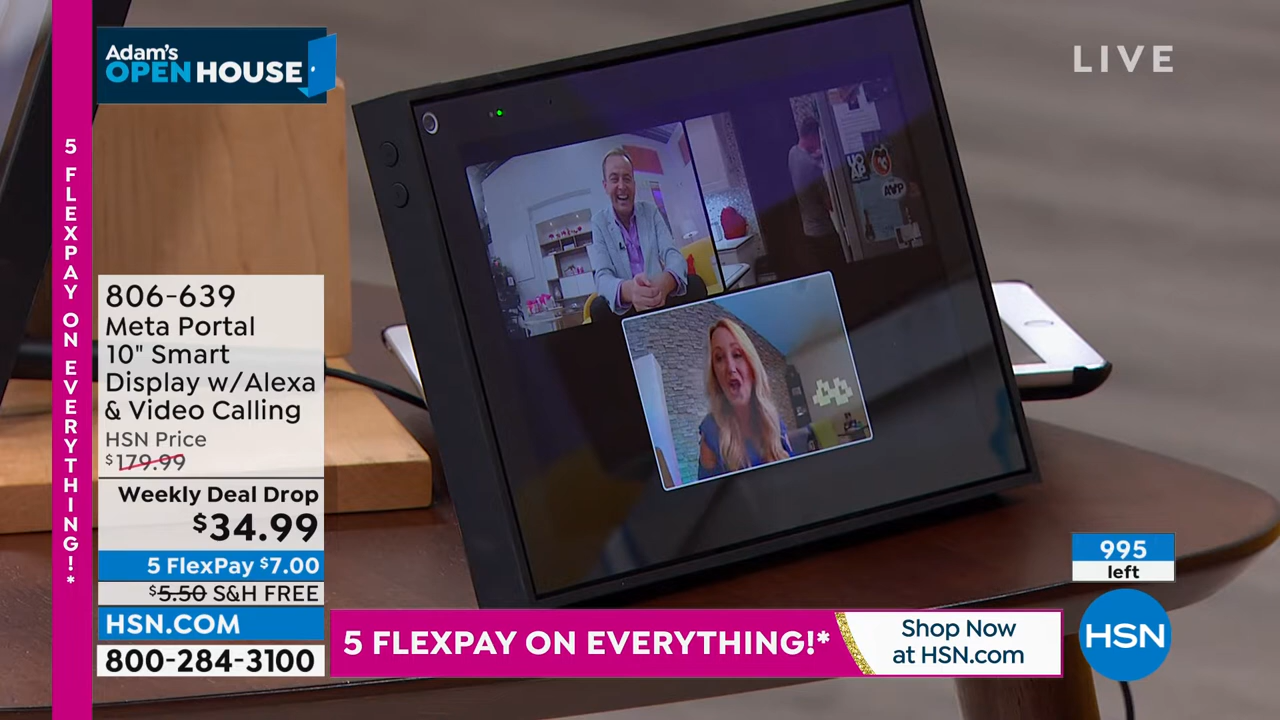 Adam's
OPEN HOUSE
LIVE
5 FLEXPAY ON EVERYTHING!*
806-639
Meta Portal
10" Smart
Display w/Alexa
& Video Calling
HSN Price
$179.99
Weekly Deal Drop
$34.99
5 FlexPay $7.00
$5.50 S&H FREE
HSN.COM
800-284-3100
5 FLEXPAY ON EVERYTHING!*
Shop Now
at HSN.com
995
left
HSN